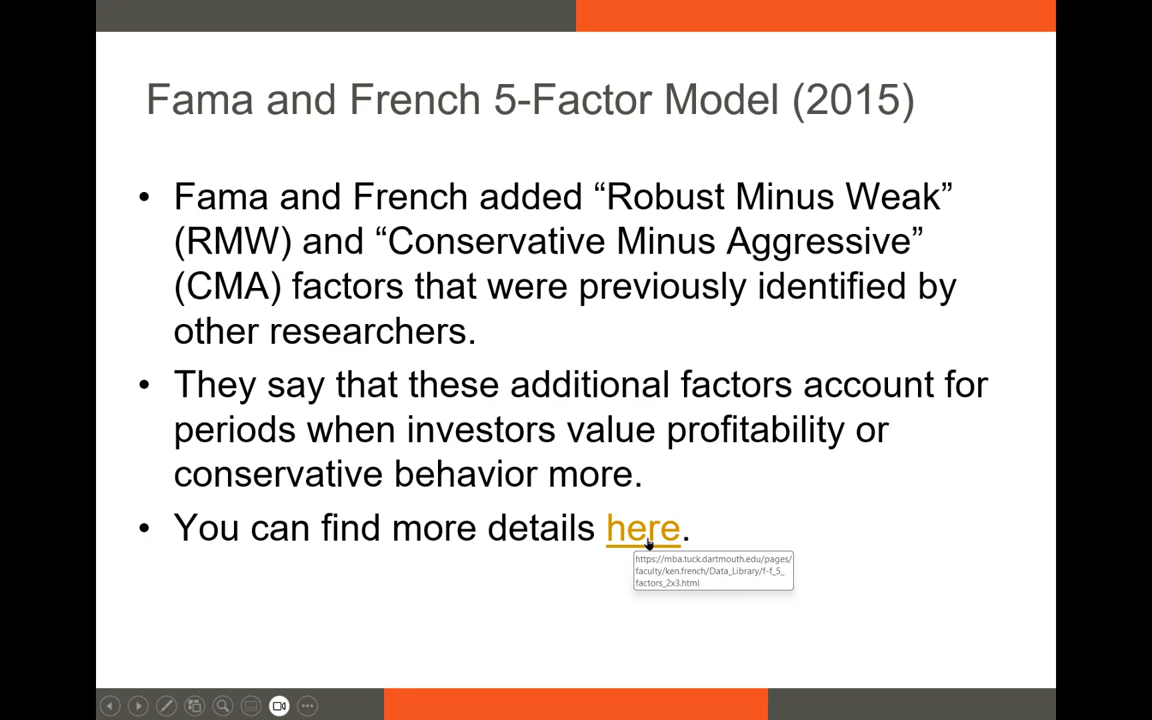 Fama and French 5-Factor Model (2015)
• Fama and French added “Robust Minus Weak”
(RMW) and “Conservative Minus Aggressive”
(CMA) factors that were previously identified by
other researchers.
• They say that these additional factors account for
periods when investors value profitability or
conservative behavior more.
• You can find more details here.
https://mba.tuck.dartmouth.edu/pages/
faculty/ken.french/Data_Library/f-f_5_
factors_2x3.html